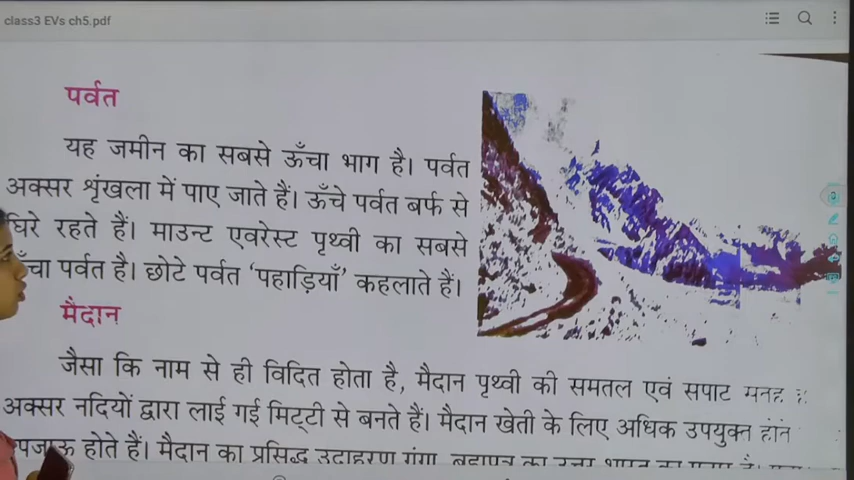 class3 EVs ch5.pdf
पर्वत
यह जमीन का सबसे ऊँचा भाग है। पर्वत
अक्सर शृंखला में पाए जाते हैं। ऊँचे पर्वत बर्फ से
घिरे रहते हैं। माउन्ट एवरेस्ट पृथ्वी का सबसे
पर्वत है। छोटे पर्वत 'पहाड़ियाँ' कहलाते हैं।
मैदान
जैसा कि नाम से ही विदित होता है, मैदान पृथ्वी की समतल एवं सपाट
अक्सर नदियों द्वारा लाई गई मिट्टी से बनते हैं। मैदान खेती के लिए अधिक उपयुक्त होते
होते हैं। मैदान का प्रसिद्ध उदाहरण गंगा